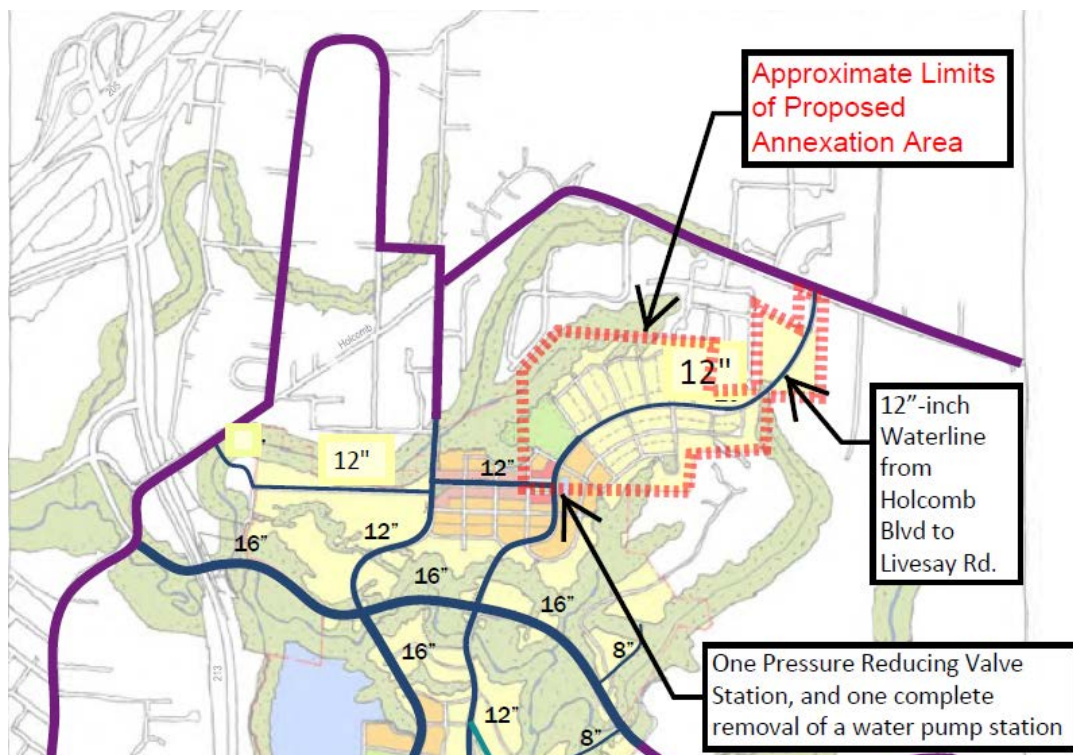 Approximate Limits
of Proposed
Annexation Area
205
Holcomb
12"
12"
12"
12"-inch
Waterline
from
Holcomb
Blvd to
Livesay Rd.
16"
12"
16"
16"
16"
8"
One Pressure Reducing Valve
Station, and one complete
removal of a water pump station
213
12"
8"